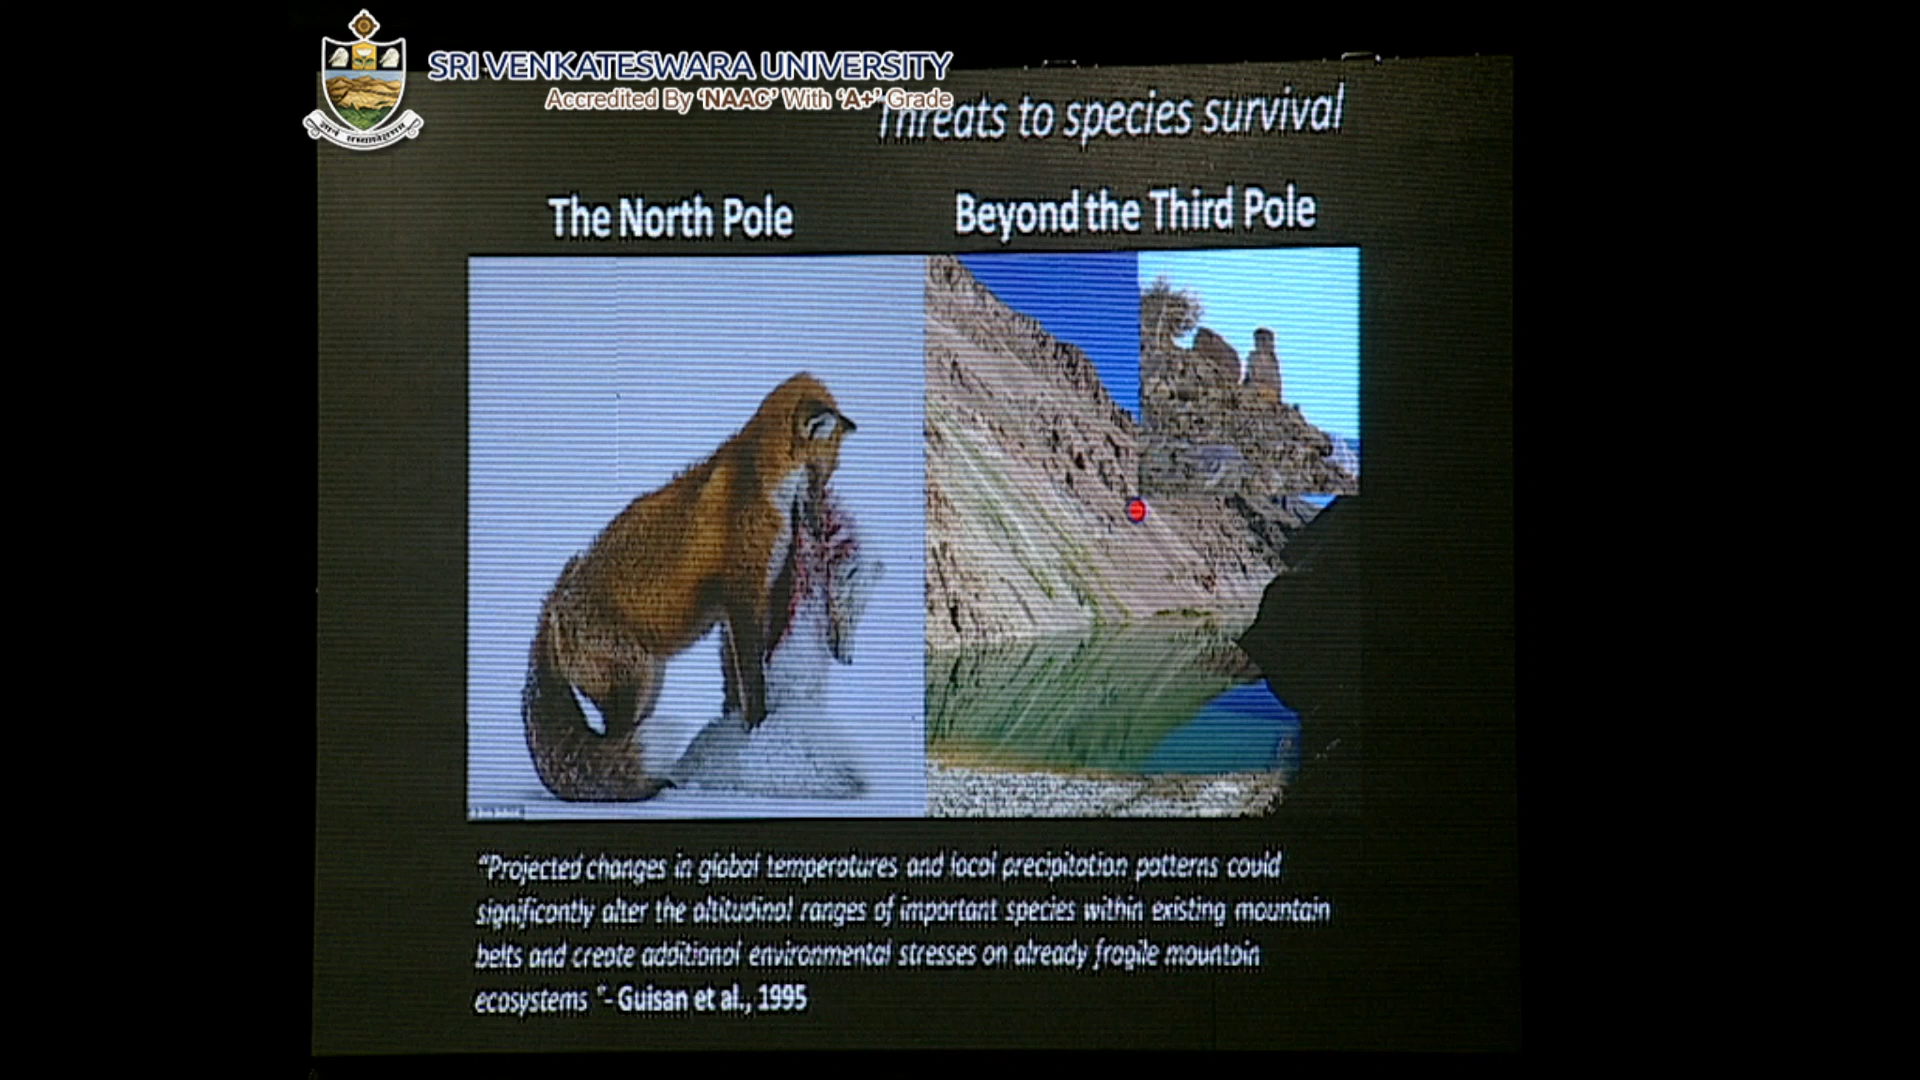 SRI VENKATESWARA UNIVERSITY
Accredited By 'NAAC' With 'A+' Grade
Threats to species survival
The North Pole
Beyond the Third Pole
"Projected changes in global temperatures and local precipitation patterns could
significantly alter the altitudinal ranges of important species within existing mountain
belts and create additional environmental stresses on already fragile mountain
ecosystems "- Guisan et al., 1995